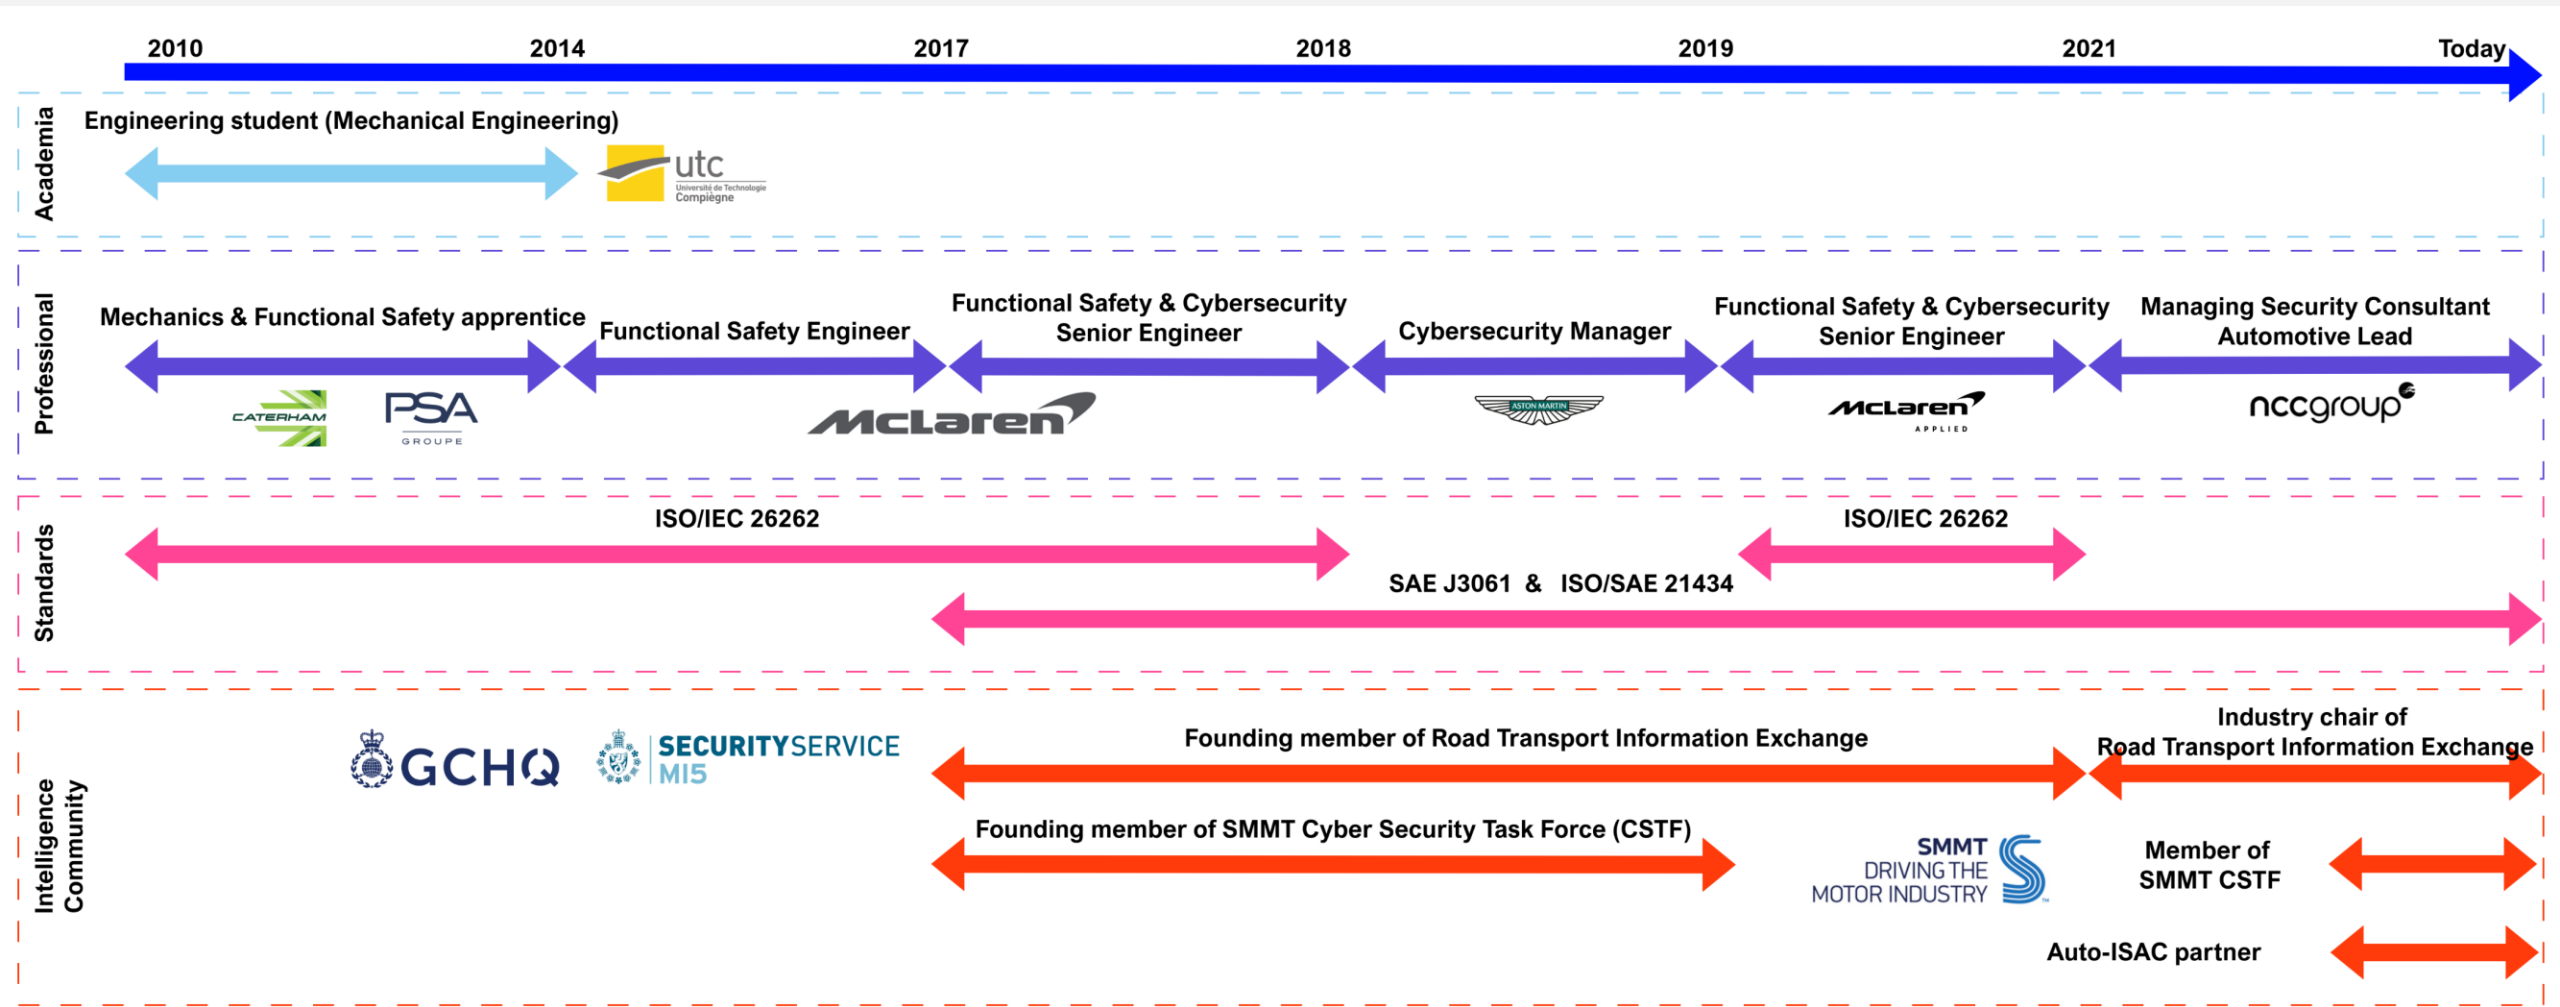 2010 2014 2017 2018 2019 2021 Today
Academia
Engineering student (Mechanical Engineering)
utc
Université de Technologie
Compiègne
Professional
Mechanics & Functional Safety apprentice
Functional Safety Engineer
Functional Safety & Cybersecurity
Senior Engineer
Cybersecurity Manager
Functional Safety & Cybersecurity
Senior Engineer
Managing Security Consultant
Automotive Lead
CATERHAM
PSA
GROUPE
McLaren
ASTON MARTIN
McLaren
APPLIED
nccgroup
Standards
ISO/IEC 26262
ISO/IEC 26262
SAE J3061 & ISO/SAE 21434
Intelligence
Community
GCHQ
SECURITYSERVICE
MI5
Founding member of Road Transport Information Exchange
Industry chair of
Road Transport Information Exchange
Founding member of SMMT Cyber Security Task Force (CSTF)
SMMT
DRIVING THE
MOTOR INDUSTRY
TM
Member of
SMMT CSTF
Auto-ISAC partner